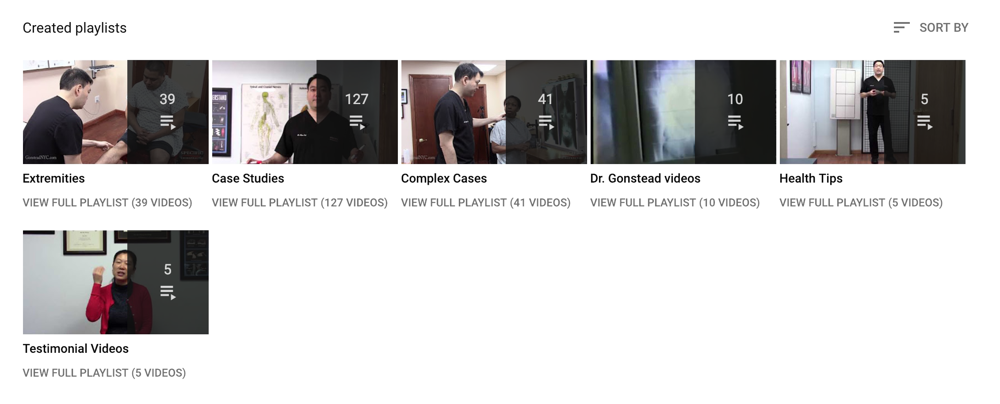 Created playlists
SORT BY
39
GonsteadNYC.com
SPECIFIC
CHIROPRACTIC
Extremities
VIEW FULL PLAYLIST (39 VIDEOS)
Spinal and Cranial Nerves
127
Case Studies
VIEW FULL PLAYLIST (127 VIDEOS)
41
Complex Cases
VIEW FULL PLAYLIST (41 VIDEOS)
10
Dr. Gonstead videos
VIEW FULL PLAYLIST (10 VIDEOS)
5
Health Tips
VIEW FULL PLAYLIST (5 VIDEOS)
5
Testimonial Videos
VIEW FULL PLAYLIST (5 VIDEOS)